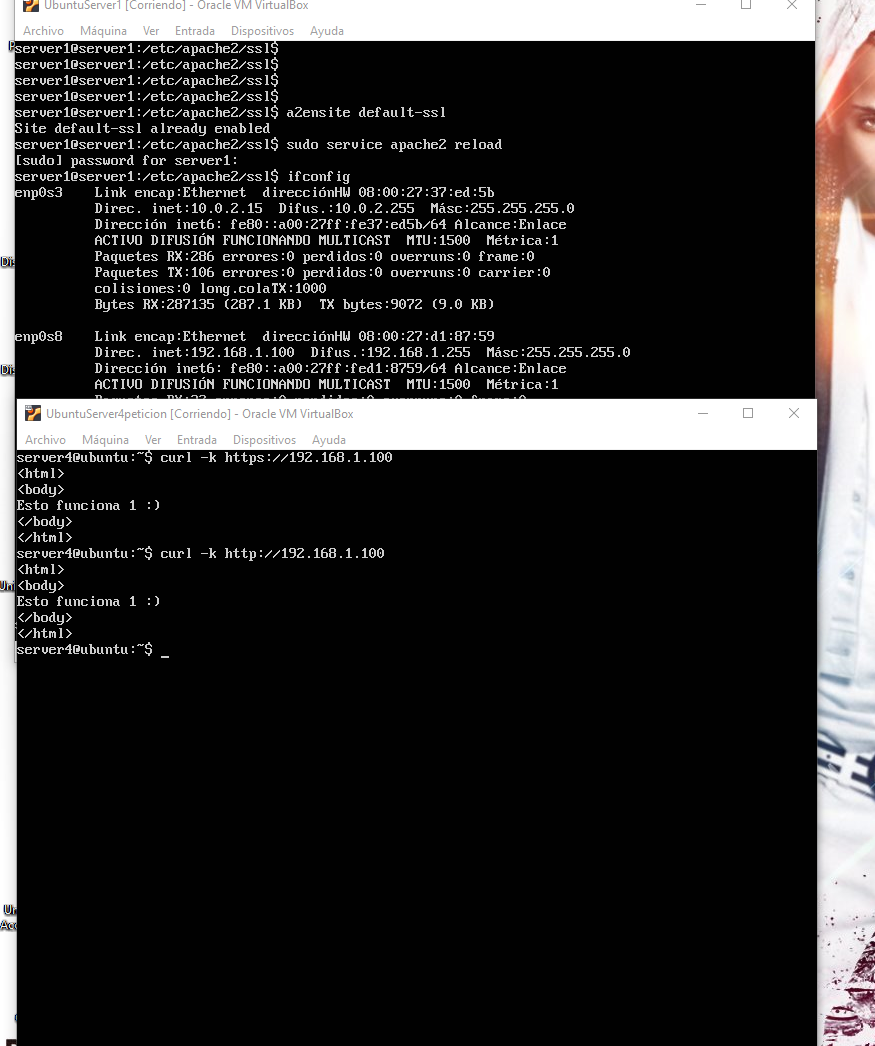 UbuntuServer1 [Corriendo] - Oracle VM VirtualBox
Archivo Máquina Ver Entrada Dispositivos Ayuda
server1@server1:/etc/apache2/ssl$
server1@server1:/etc/apache2/ssl$
server1@server1:/etc/apache2/ssl$
server1@server1:/etc/apache2/ssl$
server1@server1:/etc/apache2/ssl$ a2ensite default-ssl
Site default-ssl already enabled
server1@server1:/etc/apache2/ssl$ sudo service apache2 reload
[sudo] password for server1:
server1@server1:/etc/apache2/ssl$ ifconfig
enp0s3 Link encap:Ethernet direcciónHW 08:00:27:37:ed:5b
Direc. inet:10.0.2.15 Difus.:10.0.2.255 Másc:255.255.255.0
Dirección inet6: fe80::a00:27ff:fe37:ed5b/64 Alcance:Enlace
ACTIVO DIFUSIÓN FUNCIONANDO MULTICAST MTU:1500 Métrica:1
Paquetes RX:286 errores:0 perdidos:0 overruns:0 frame:0
Paquetes TX:106 errores:0 perdidos:0 overruns:0 carrier:0
colisiones:0 long.colaTX:1000
Bytes RX:287135 (287.1 KB) TX bytes:9072 (9.0 KB)
enp0s8 Link encap:Ethernet direcciónHW 08:00:27:d1:87:59
Direc. inet:192.168.1.100 Difus.:192.168.1.255 Másc:255.255.255.0
Dirección inet6: fe80::a00:27ff:fed1:8759/64 Alcance:Enlace
ACTIVO DIFUSIÓN FUNCIONANDO MULTICAST MTU:1500 Métrica:1
UbuntuServer4peticion [Corriendo] - Oracle VM VirtualBox
Archivo Máquina Ver Entrada Dispositivos Ayuda
server4@ubuntu:~$ curl -k https://192.168.1.100
<html>
<body>
Esto funciona 1 :)
</body>
</html>
server4@ubuntu:~$ curl -k http://192.168.1.100
<html>
<body>
Esto funciona 1 :)
</body>
</html>
server4@ubuntu:~$ _